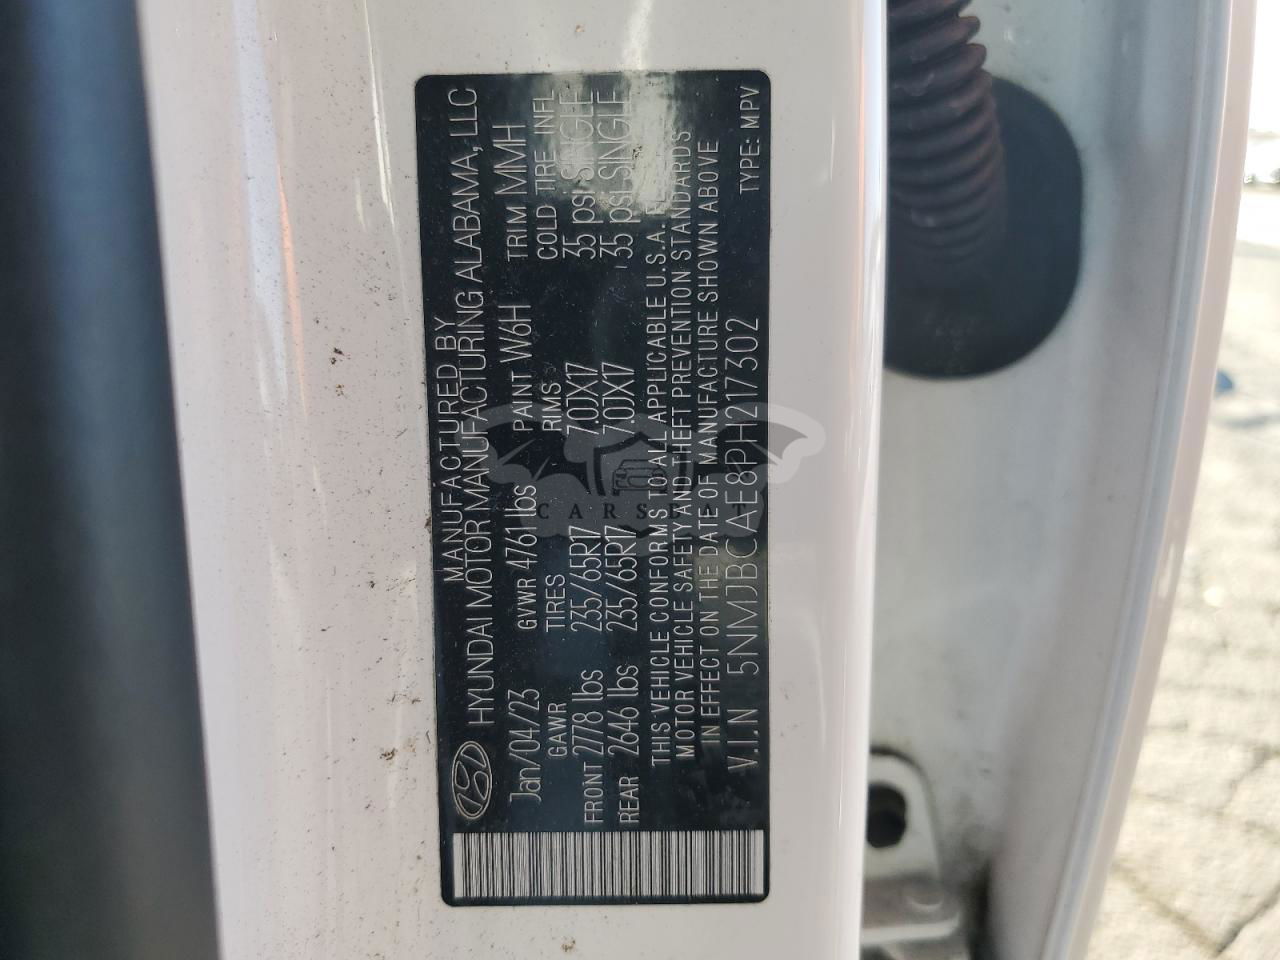 MANUFACTURED BY
HYUNDAI MOTOR MANUFACTURING ALABAMA, LLC
Jan/04/23 GVWR 4761 lbs PAINT W6H TRIM MMH
GAWR TIRES RIMS COLD TIRE INFL
FRONT 2778 lbs 235/65R17 7.0JX17 35 psi SINGLE
REAR 2646 lbs 235/65R17 7.0JX17 35 psi SINGLE
THIS VEHICLE CONFORMS TO AL APPLICABLE U.S.A.
MOTOR VEHICLE SAFETY AND THEFT PREVENTION STANDARDS
IN EFFECT ON THE DATE OF MANUFACTURE SHOWN ABOVE
V.I.N 5NMJBCAE8PH217302 TYPE: MPV